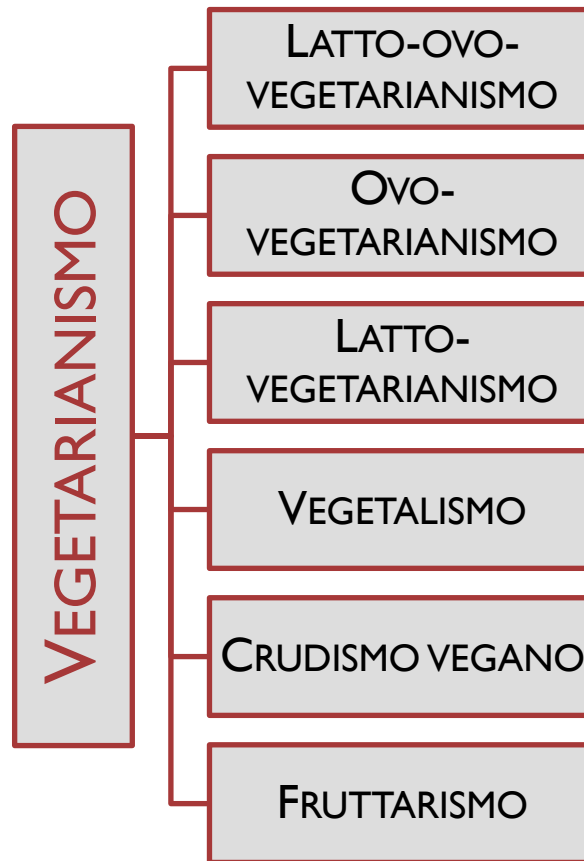 VEGETARIANISMO
LATTO-OVO-
VEGETARIANISMO
OVO-
VEGETARIANISMO
LATTO-
VEGETARIANISMO
VEGETALISMO
CRUDISMO VEGANO
FRUTTARISMO